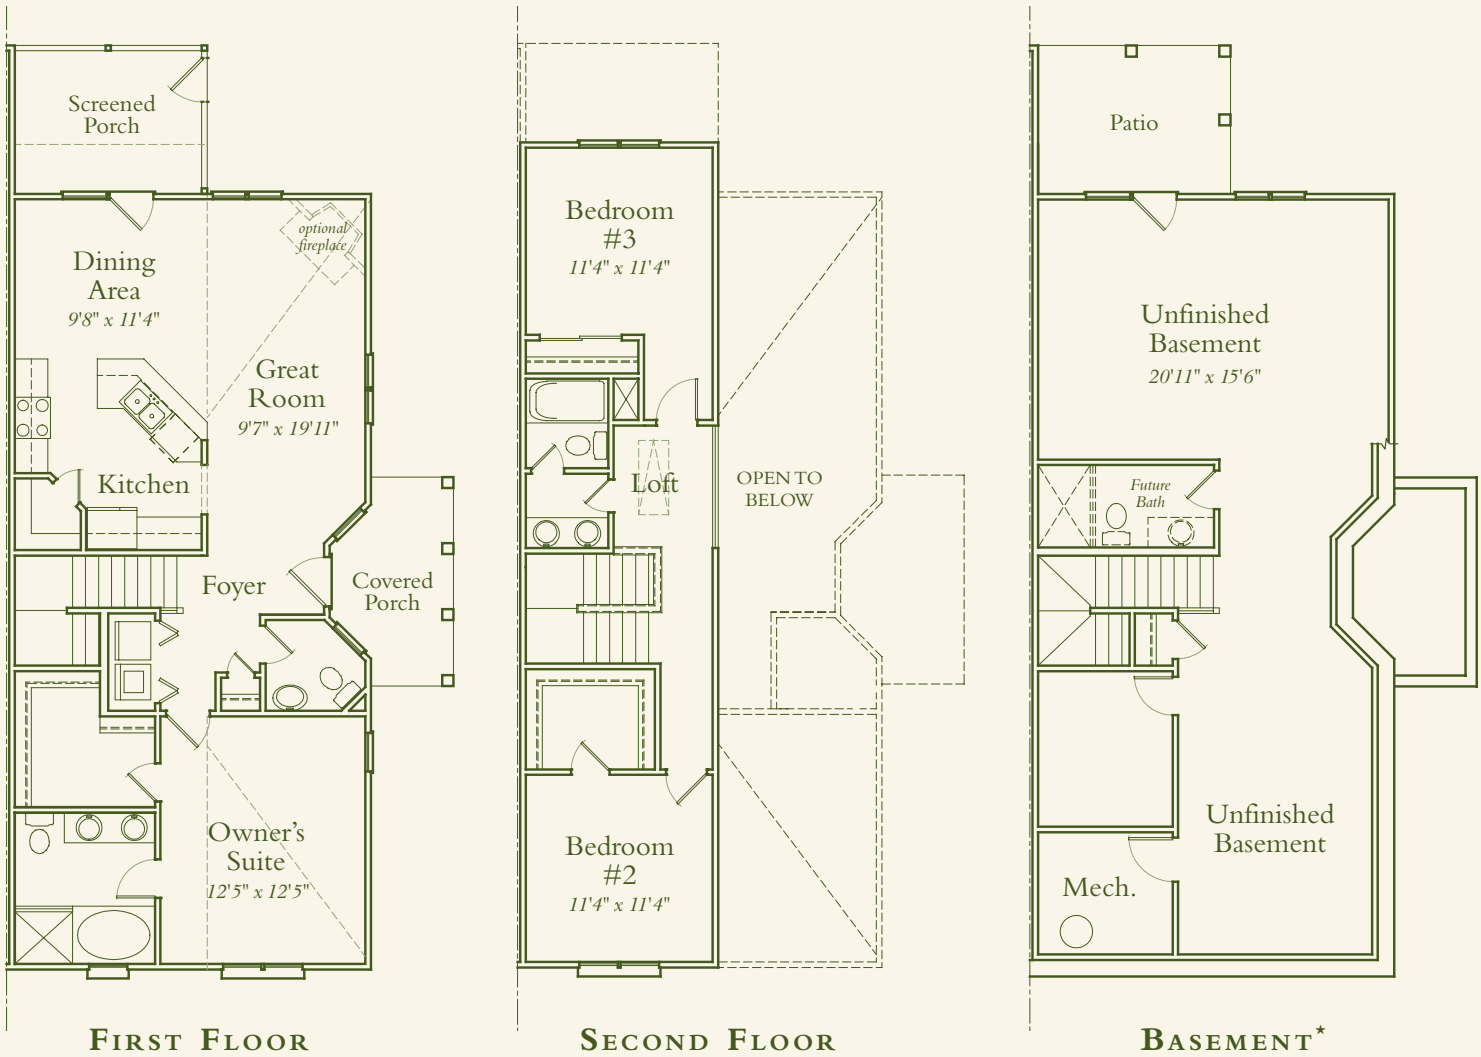 Screened
Porch
optional
fireplace
Dining
Area
9'8" x 11'4"
Great
Room
9'7" x 19'11"
Kitchen
Foyer
Covered
Porch
Owner's
Suite
12'5" x 12'5"
FIRST FLOOR
Bedroom
#3
11'4" x 11'4"
Loft
OPEN TO
BELOW
Bedroom
#2
11'4" x 11'4"
SECOND FLOOR
Patio
Unfinished
Basement
20'11" x 15'6"
Future
Bath
Unfinished
Basement
Mech.
BASEMENT*